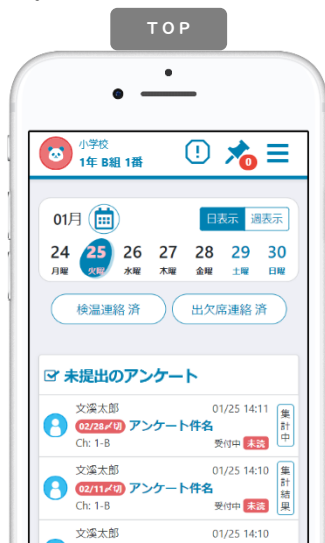 TOP
小学校
1年 B組 1番
0
01月
日表示 週表示
24 25 26 27 28 29 30
月曜 火曜 水曜 木曜 金曜 土曜 日曜
検温連絡 済 出欠席連絡 済
未提出のアンケート
文溪太郎 01/25 14:11
02/28〆切 アンケート件名
Ch: 1-B 受付中 未読
集計中
文溪太郎 01/25 14:10
02/11〆切 アンケート件名
Ch: 1-B 受付中 未読
集計結果
文溪太郎 01/25 14:10